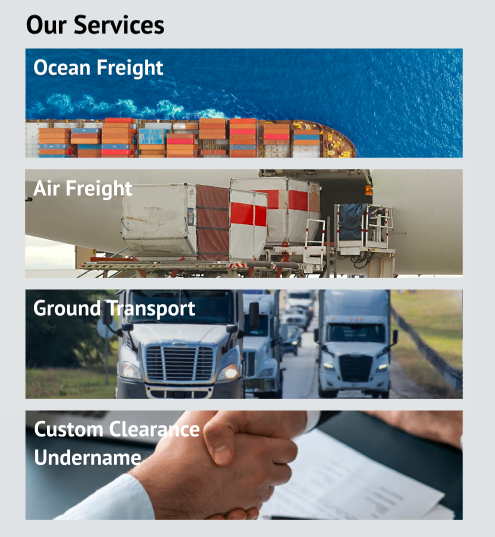 Our Services
Ocean Freight
Air Freight
Ground Transport
Custom Clearance
Undername